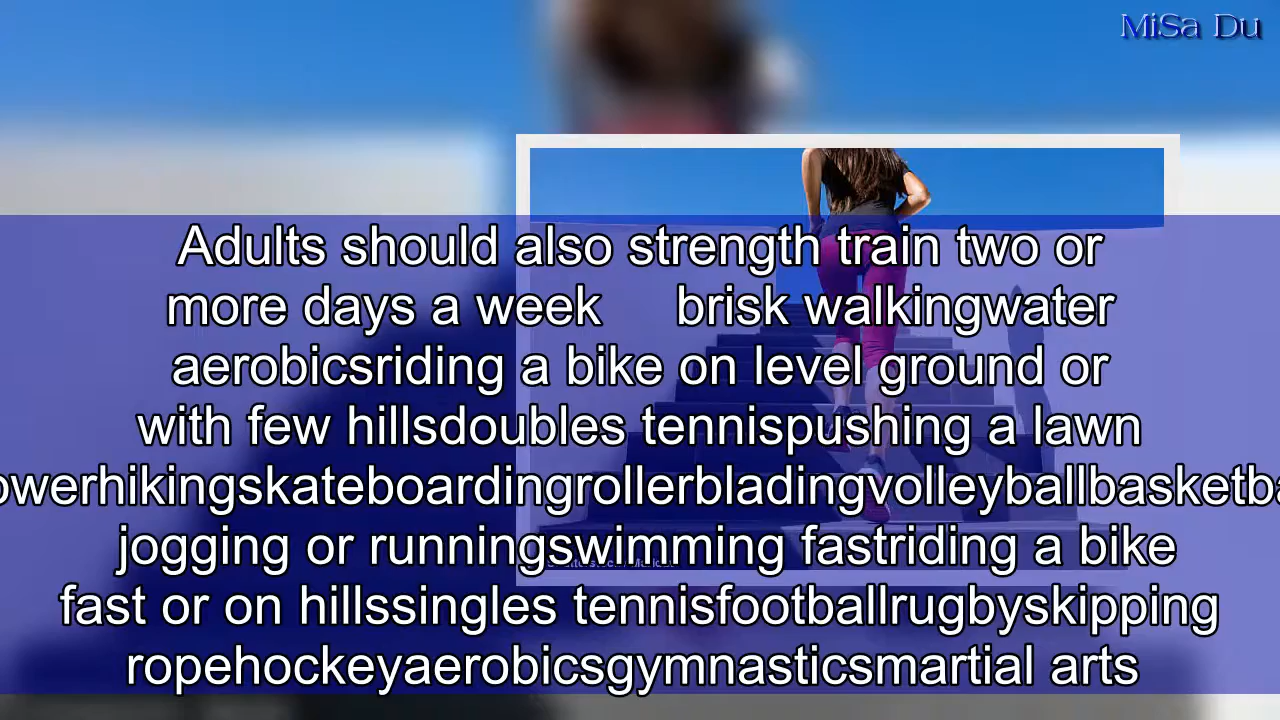 MiSa Du
Adults should also strength train two or
more days a week brisk walkingwater
aerobicsriding a bike on level ground or
with few hillsdoubles tennispushing a lawn
owerhikingskateboardingrollerbladingvolleyballbasketba
jogging or runningswimming fastriding a bike
fast or on hillssingles tennisfootballrugbyskipping
ropehockeyaerobicsgymnasticsmartial arts